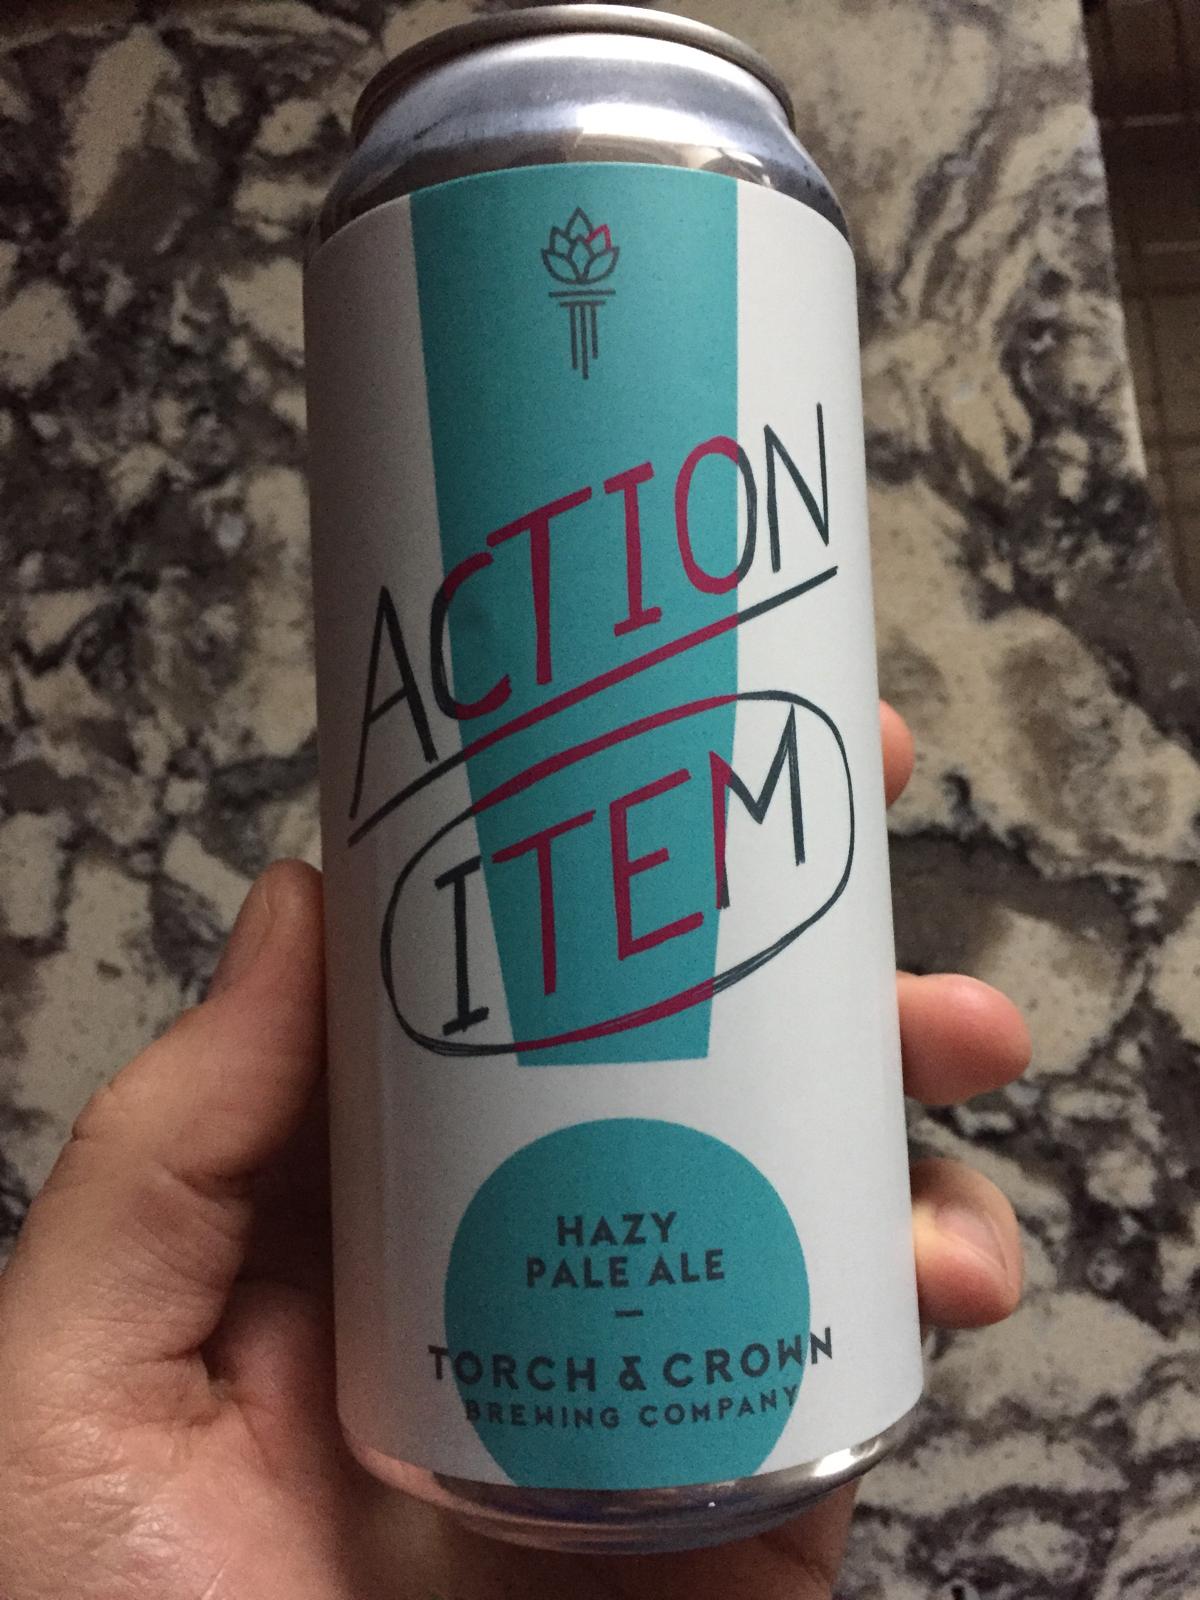 ACTION
ITEM
HAZY
PALE ALE
–
TORCH & CROWN
BREWING COMPANY